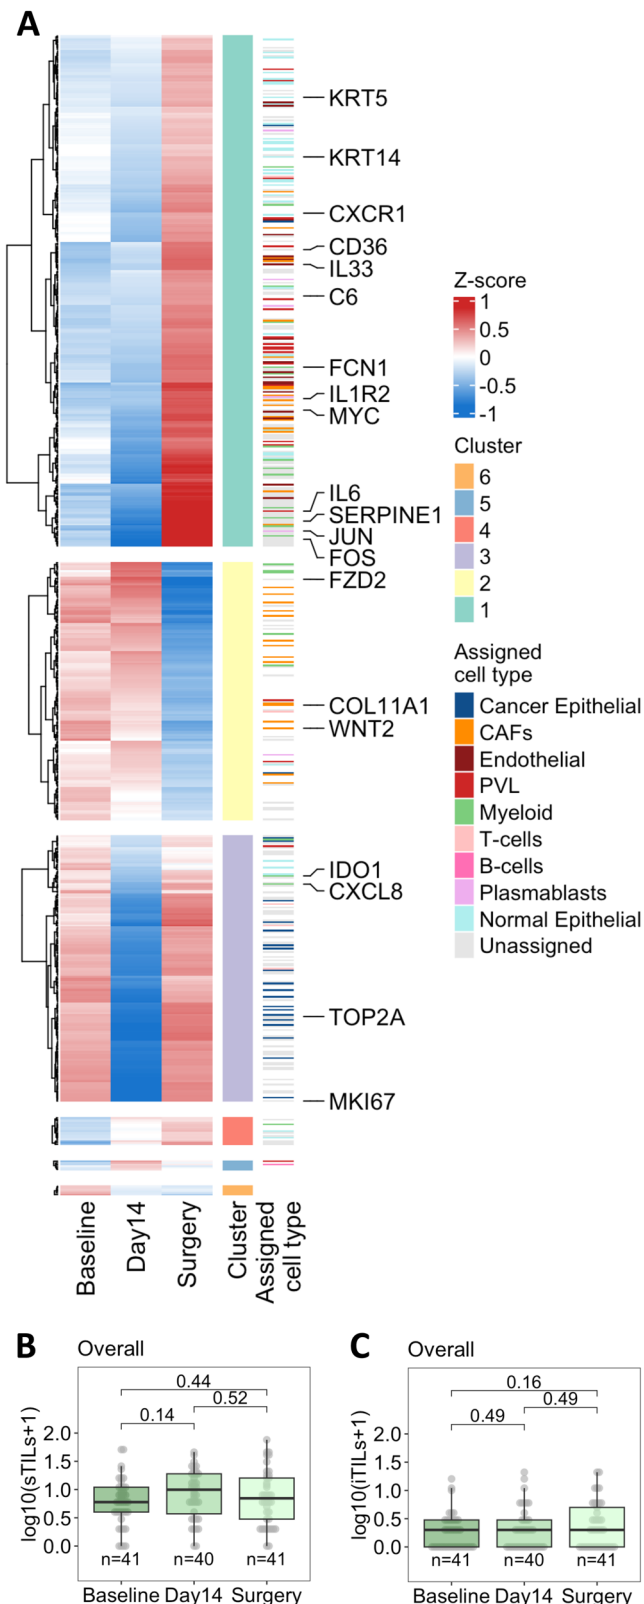 A
KRT5
KRT14
CXCR1
CD36
IL33
C6
FCN1
IL1R2
MYC
IL6
SERPINE1
JUN
FOS
FZD2
COL11A1
WNT2
IDO1
CXCL8
TOP2A
MKI67
Z-score
1
0.5
0
-0.5
-1
Cluster
6
5
4
3
2
1
Assigned
cell type
Cancer Epithelial
CAFs
Endothelial
PVL
Myeloid
T-cells
B-cells
Plasmablasts
Normal Epithelial
Unassigned
Baseline
Day14
Surgery
Cluster
Assigned
cell type
B
Overall
log10(sTILs+1)
2.0
1.5
1.0
0.5
0.0
0.44
0.52
0.14
n=41
n=40
n=41
Baseline Day14 Surgery
C
Overall
log10(iTILs+1)
2.0
1.5
1.0
0.5
0.0
0.16
0.49
0.49
n=41
n=40
n=41
Baseline Day14 Surgery